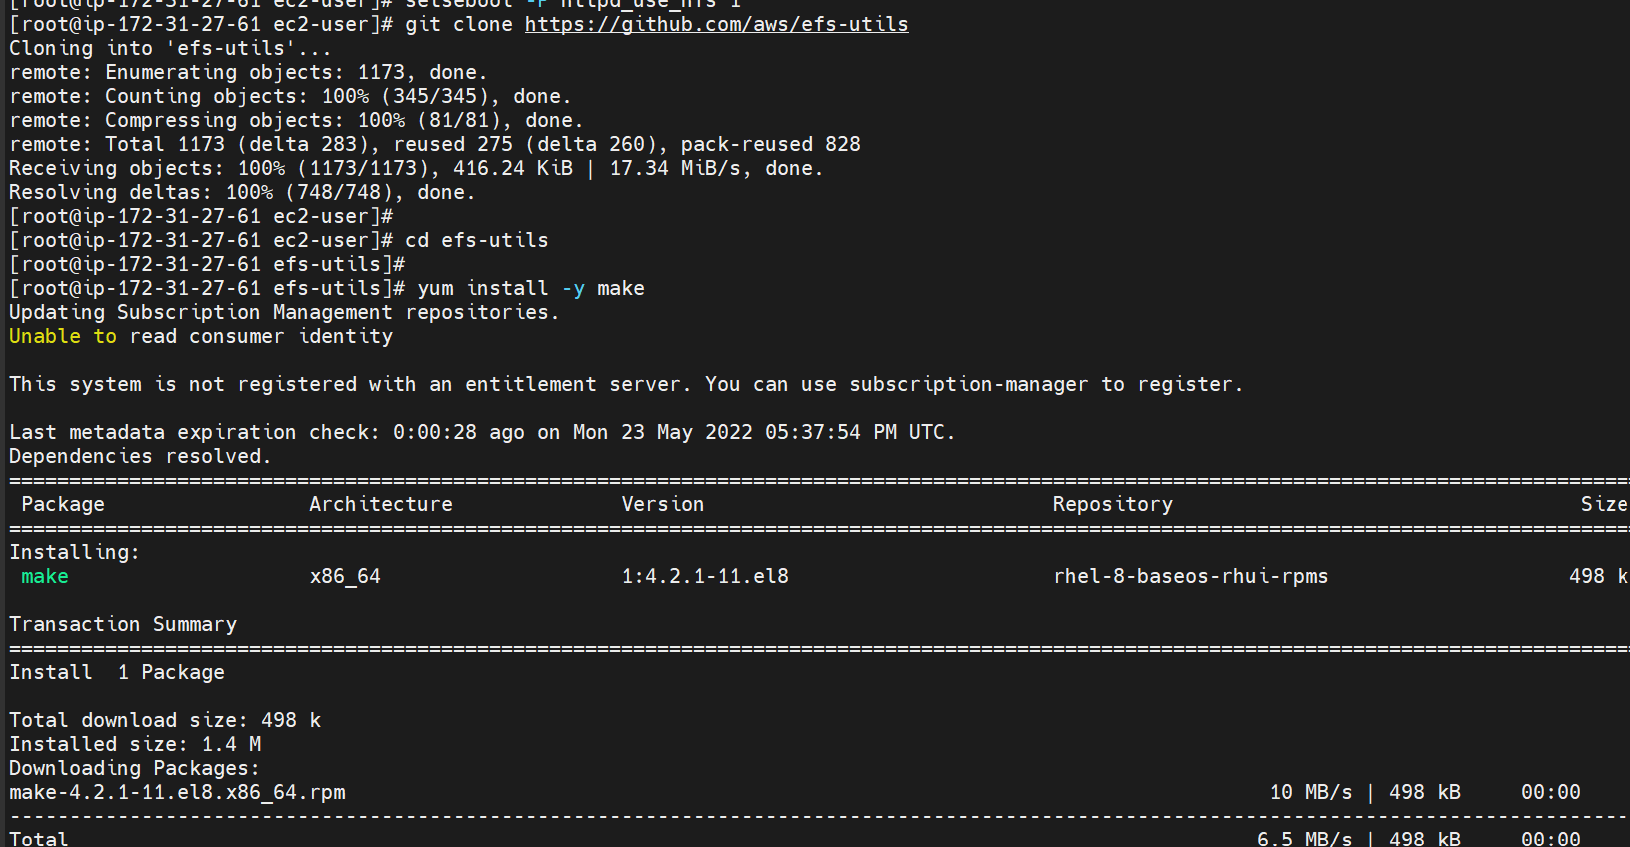 [root@ip-172-31-27-61 ec2-user]# setsebool -P httpd_use_nfs 1
[root@ip-172-31-27-61 ec2-user]# git clone https://github.com/aws/efs-utils
Cloning into 'efs-utils'...
remote: Enumerating objects: 1173, done.
remote: Counting objects: 100% (345/345), done.
remote: Compressing objects: 100% (81/81), done.
remote: Total 1173 (delta 283), reused 275 (delta 260), pack-reused 828
Receiving objects: 100% (1173/1173), 416.24 KiB | 17.34 MiB/s, done.
Resolving deltas: 100% (748/748), done.
[root@ip-172-31-27-61 ec2-user]#
[root@ip-172-31-27-61 ec2-user]# cd efs-utils
[root@ip-172-31-27-61 efs-utils]#
[root@ip-172-31-27-61 efs-utils]# yum install -y make
Updating Subscription Management repositories.
Unable to read consumer identity
This system is not registered with an entitlement server. You can use subscription-manager to register.
Last metadata expiration check: 0:00:28 ago on Mon 23 May 2022 05:37:54 PM UTC.
Dependencies resolved.
Package Architecture Version Repository Size
Installing:
make x86_64 1:4.2.1-11.el8 rhel-8-baseos-rhui-rpms 498 k
Transaction Summary
Install 1 Package
Total download size: 498 k
Installed size: 1.4 M
Downloading Packages:
make-4.2.1-11.el8.x86_64.rpm 10 MB/s | 498 kB 00:00
Total 6.5 MB/s | 498 kB 00:00